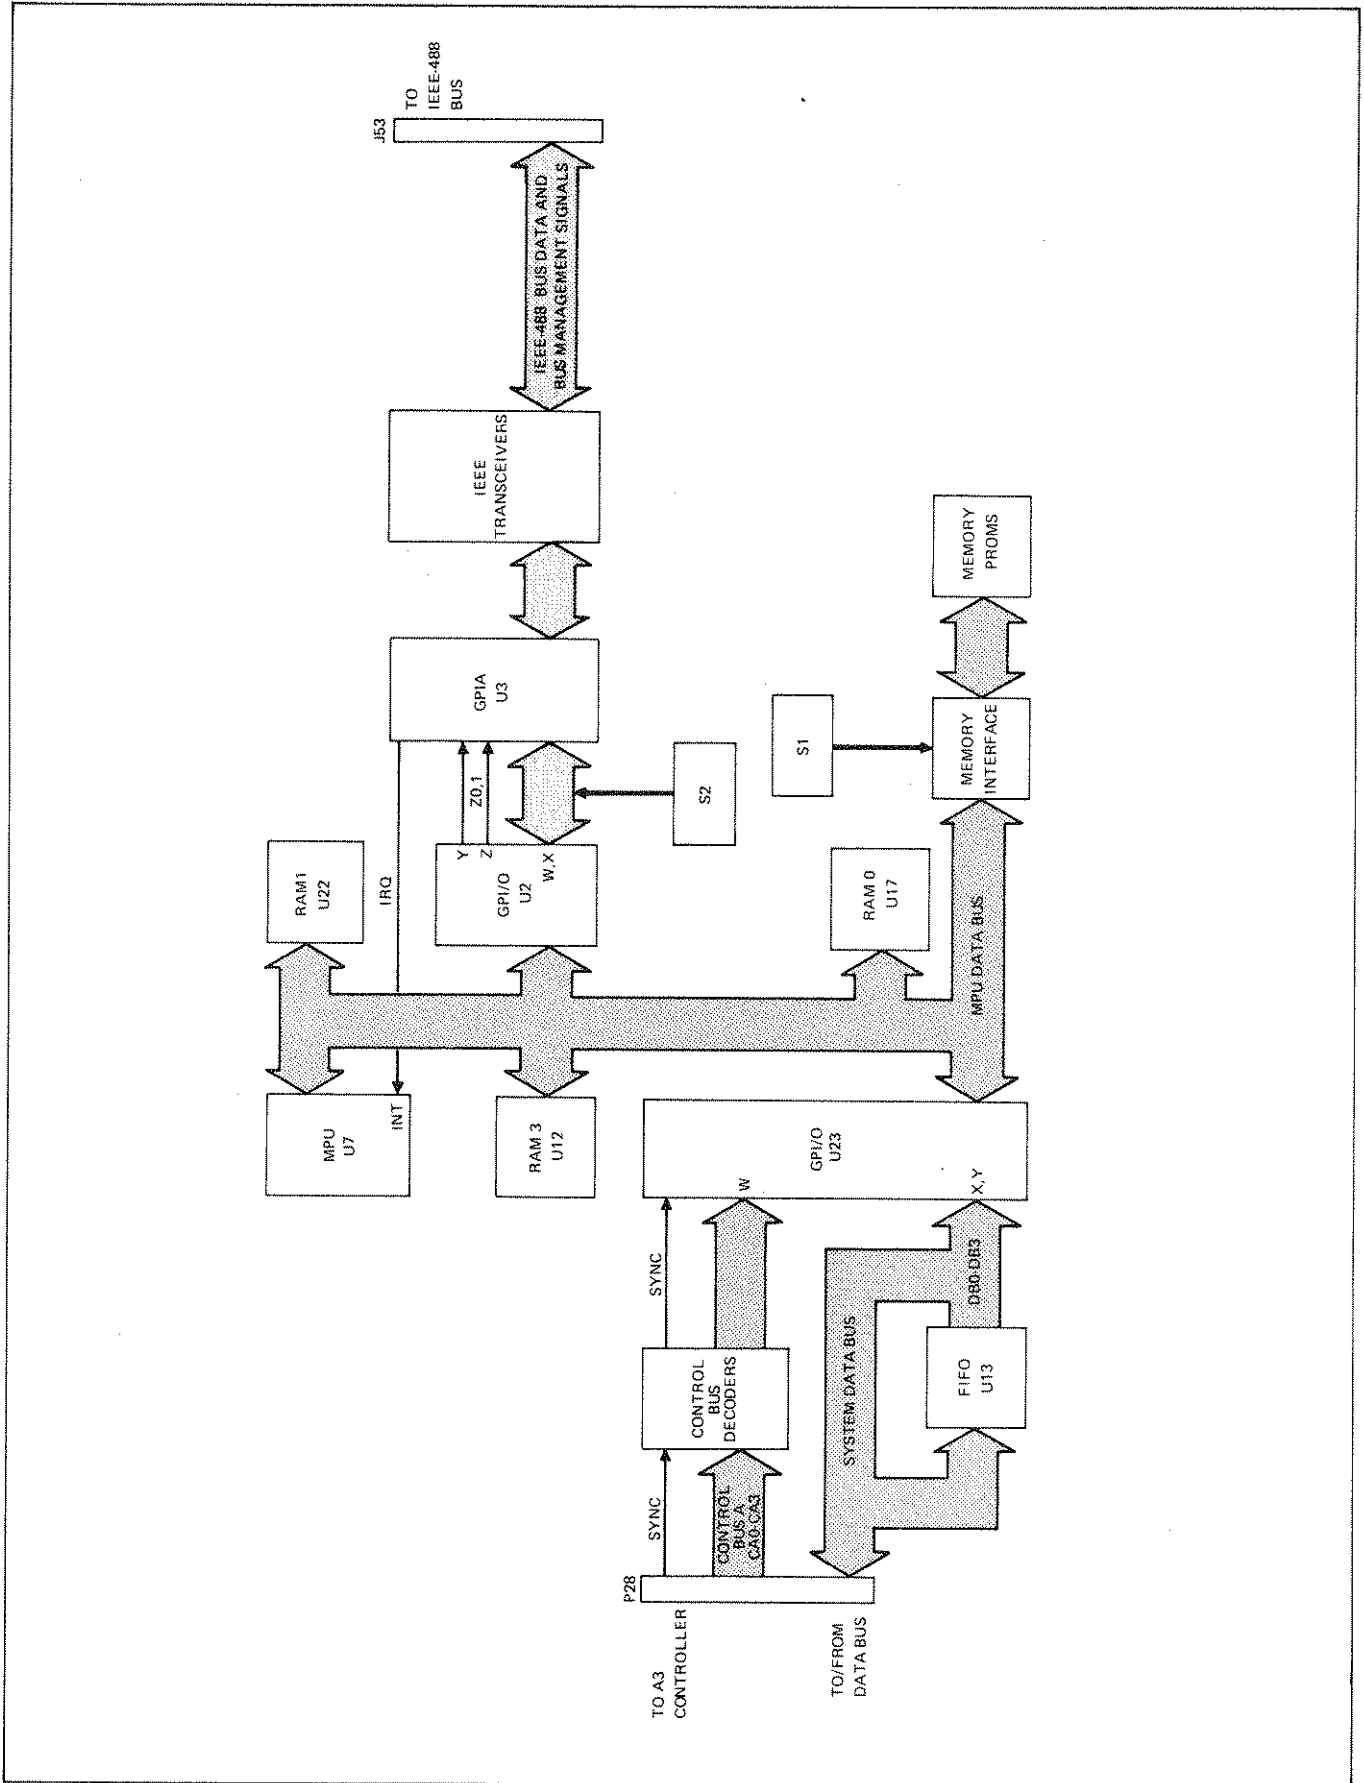 J53
TO
IEEE-488
BUS
IEEE-488 BUS DATA AND
BUS MANAGEMENT SIGNALS
IEEE
TRANSCEIVERS
GPIA
U3
MEMORY
PROMS
S1
MEMORY
INTERFACE
S2
Z0,1
Y
Z
W,X
GPI/O
U2
RAM1
U22
IRQ
RAM 0
U17
MPU DATA BUS
MPU
U7
INT
RAM 3
U12
GPI/O
U23
W
X,Y
SYNC
DB0-DB3
CONTROL
BUS
DECODERS
SYSTEM DATA BUS
FIFO
U13
SYNC
CONTROL
BUS A
CA0-CA3
P28
TO A3
CONTROLLER
TO/FROM
DATA BUS